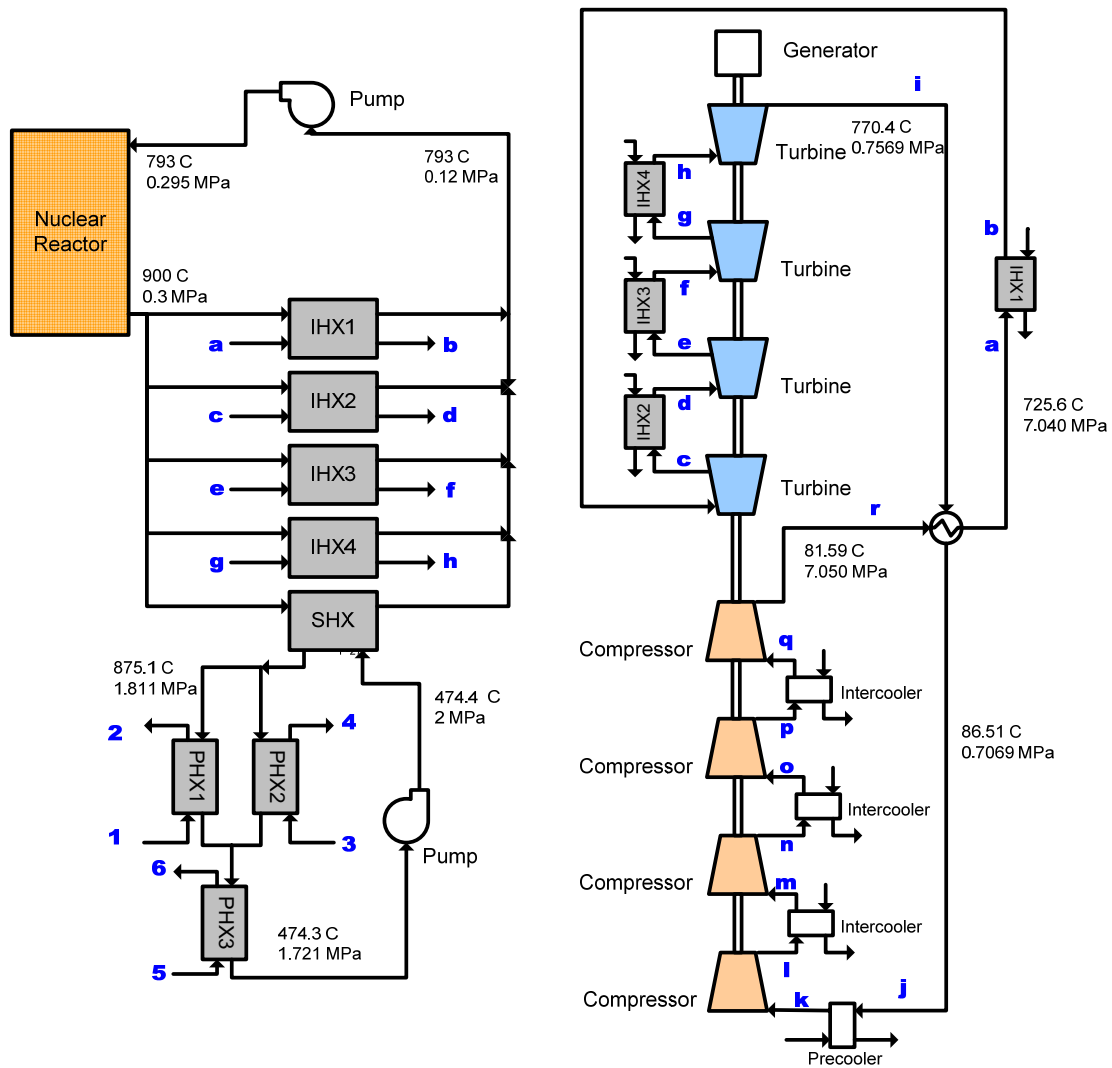 Pump
793 C
0.295 MPa
793 C
0.12 MPa
Nuclear
Reactor
900 C
0.3 MPa
IHX1
a
b
IHX2
c
d
IHX3
e
f
IHX4
g
h
SHX
875.1 C
1.811 MPa
474.4 C
2 MPa
2
4
PHX1
PHX2
1
3
Pump
6
PHX3
474.3 C
1.721 MPa
5
Generator
i
770.4 C
0.7569 MPa
Turbine
h
IHX4
g
Turbine
b
IHX1
f
IHX3
e
a
Turbine
d
IHX2
c
725.6 C
7.040 MPa
Turbine
r
81.59 C
7.050 MPa
Compressor
q
Intercooler
p
86.51 C
0.7069 MPa
Compressor
o
Intercooler
n
Compressor
m
Intercooler
l
Compressor
k
j
Precooler